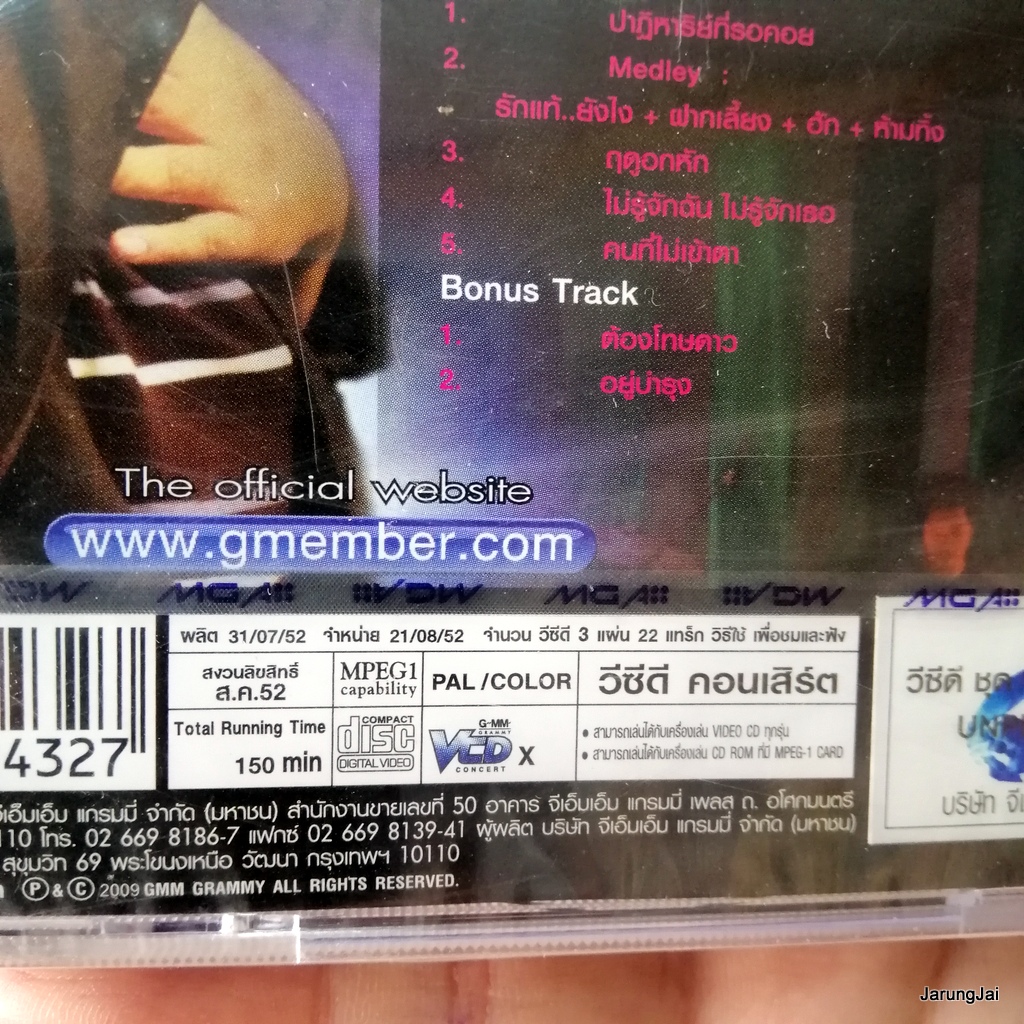 1. ปาฏิหาริย์ที่รอคอย
2. Medley :
รักแท้..ยังไง + ฝากเลี้ยง + ฮัก + ห้ามทิ้ง
3. ฤดูอกหัก
4. ไม่รู้จักฉัน ไม่รู้จักเธอ
5. คนที่ไม่เข้าตา
Bonus Track
1. ต้องโทษดาว
2. อยู่บำรุง
The official website
www.gmember.com
MGA VDW MGA VDW MGA
ผลิต 31/07/52 จำหน่าย 21/08/52 จำนวน วีซีดี 3 แผ่น 22 แทร็ก วิธีใช้ เพื่อชมและฟัง
สงวนลิขสิทธิ์
ส.ค.52
MPEG1
capability
PAL/COLOR
วีซีดี คอนเสิร์ต
Total Running Time
150 min
COMPACT
disc
DIGITAL VIDEO
G-MM
GRAMMY
VCD
CONCERT
X
• สามารถเล่นได้กับเครื่องเล่น VIDEO CD ทุกรุ่น
• สามารถเล่นได้กับเครื่องเล่น CD ROM ที่มี MPEG-1 CARD
4327
วีซีดี ชุด
UN
บริษัท จี
จีเอ็มเอ็ม แกรมมี่ จำกัด (มหาชน) สำนักงานขายเลขที่ 50 อาคาร จีเอ็มเอ็ม แกรมมี่ เพลส ถ. อโศกมนตรี
110 โทร. 02 669 8186-7 แฟกซ์ 02 669 8139-41 ผู้ผลิต บริษัท จีเอ็มเอ็ม แกรมมี่ จำกัด (มหาชน)
สุขุมวิท 69 พระโขนงเหนือ วัฒนา กรุงเทพฯ 10110
℗ & © 2009 GMM GRAMMY ALL RIGHTS RESERVED.
JarungJai